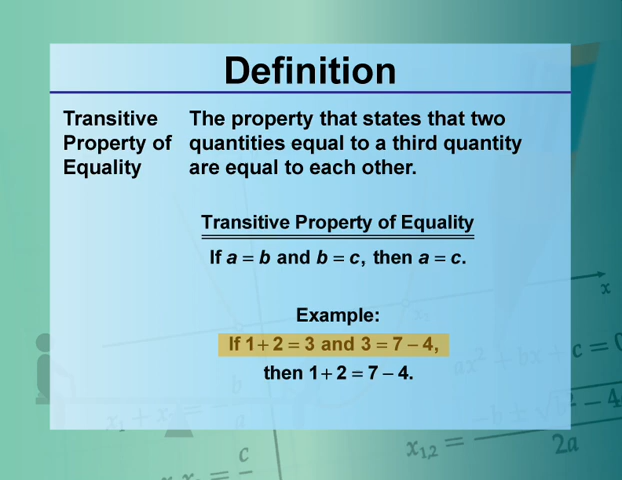 Definition
Transitive Property of Equality
The property that states that two
quantities equal to a third quantity
are equal to each other.
Transitive Property of Equality
If a = b and b = c, then a = c.
Example:
If 1 + 2 = 3 and 3 = 7 – 4,
then 1 + 2 = 7 – 4.
x